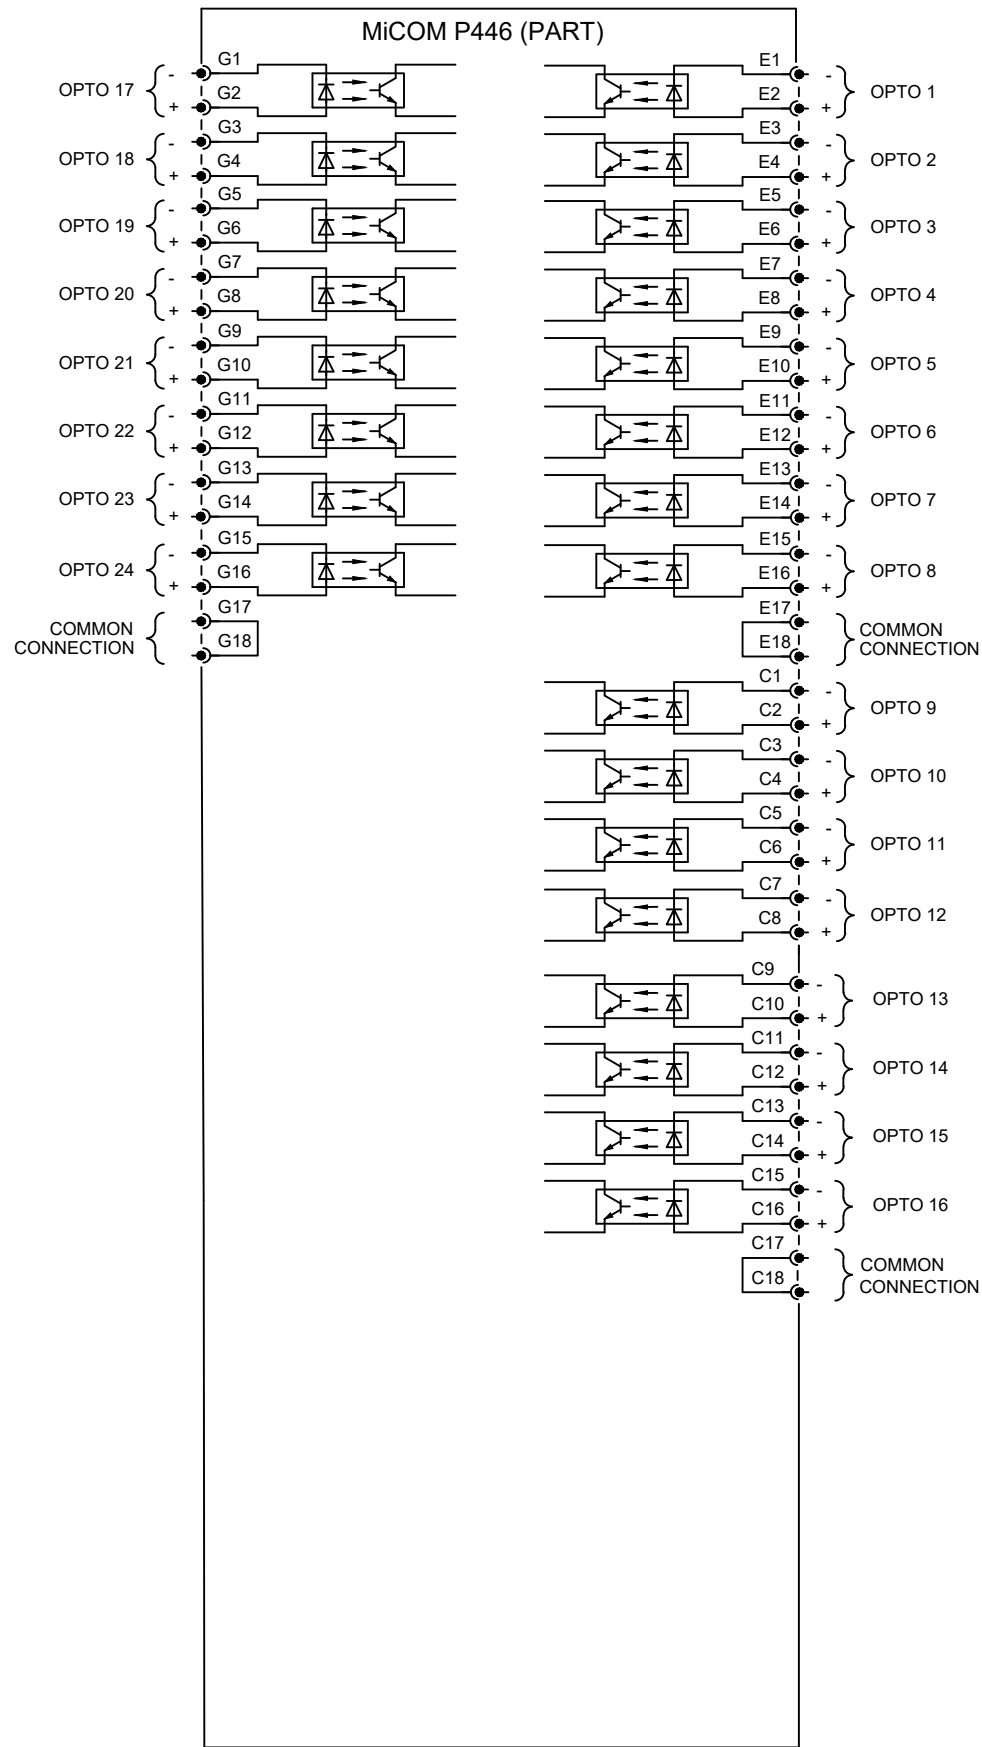 MiCOM P446 (PART)
OPTO 17
-
G1
+
G2
OPTO 18
-
G3
+
G4
OPTO 19
-
G5
+
G6
OPTO 20
-
G7
+
G8
OPTO 21
-
G9
+
G10
OPTO 22
-
G11
+
G12
OPTO 23
-
G13
+
G14
OPTO 24
-
G15
+
G16
COMMON
CONNECTION
G17
G18
E1
-
E2
+
OPTO 1
E3
-
E4
+
OPTO 2
E5
-
E6
+
OPTO 3
E7
-
E8
+
OPTO 4
E9
-
E10
+
OPTO 5
E11
-
E12
+
OPTO 6
E13
-
E14
+
OPTO 7
E15
-
E16
+
OPTO 8
E17
E18
COMMON
CONNECTION
C1
-
C2
+
OPTO 9
C3
-
C4
+
OPTO 10
C5
-
C6
+
OPTO 11
C7
-
C8
+
OPTO 12
C9
-
C10
+
OPTO 13
C11
-
C12
+
OPTO 14
C13
-
C14
+
OPTO 15
C15
-
C16
+
OPTO 16
C17
C18
COMMON
CONNECTION